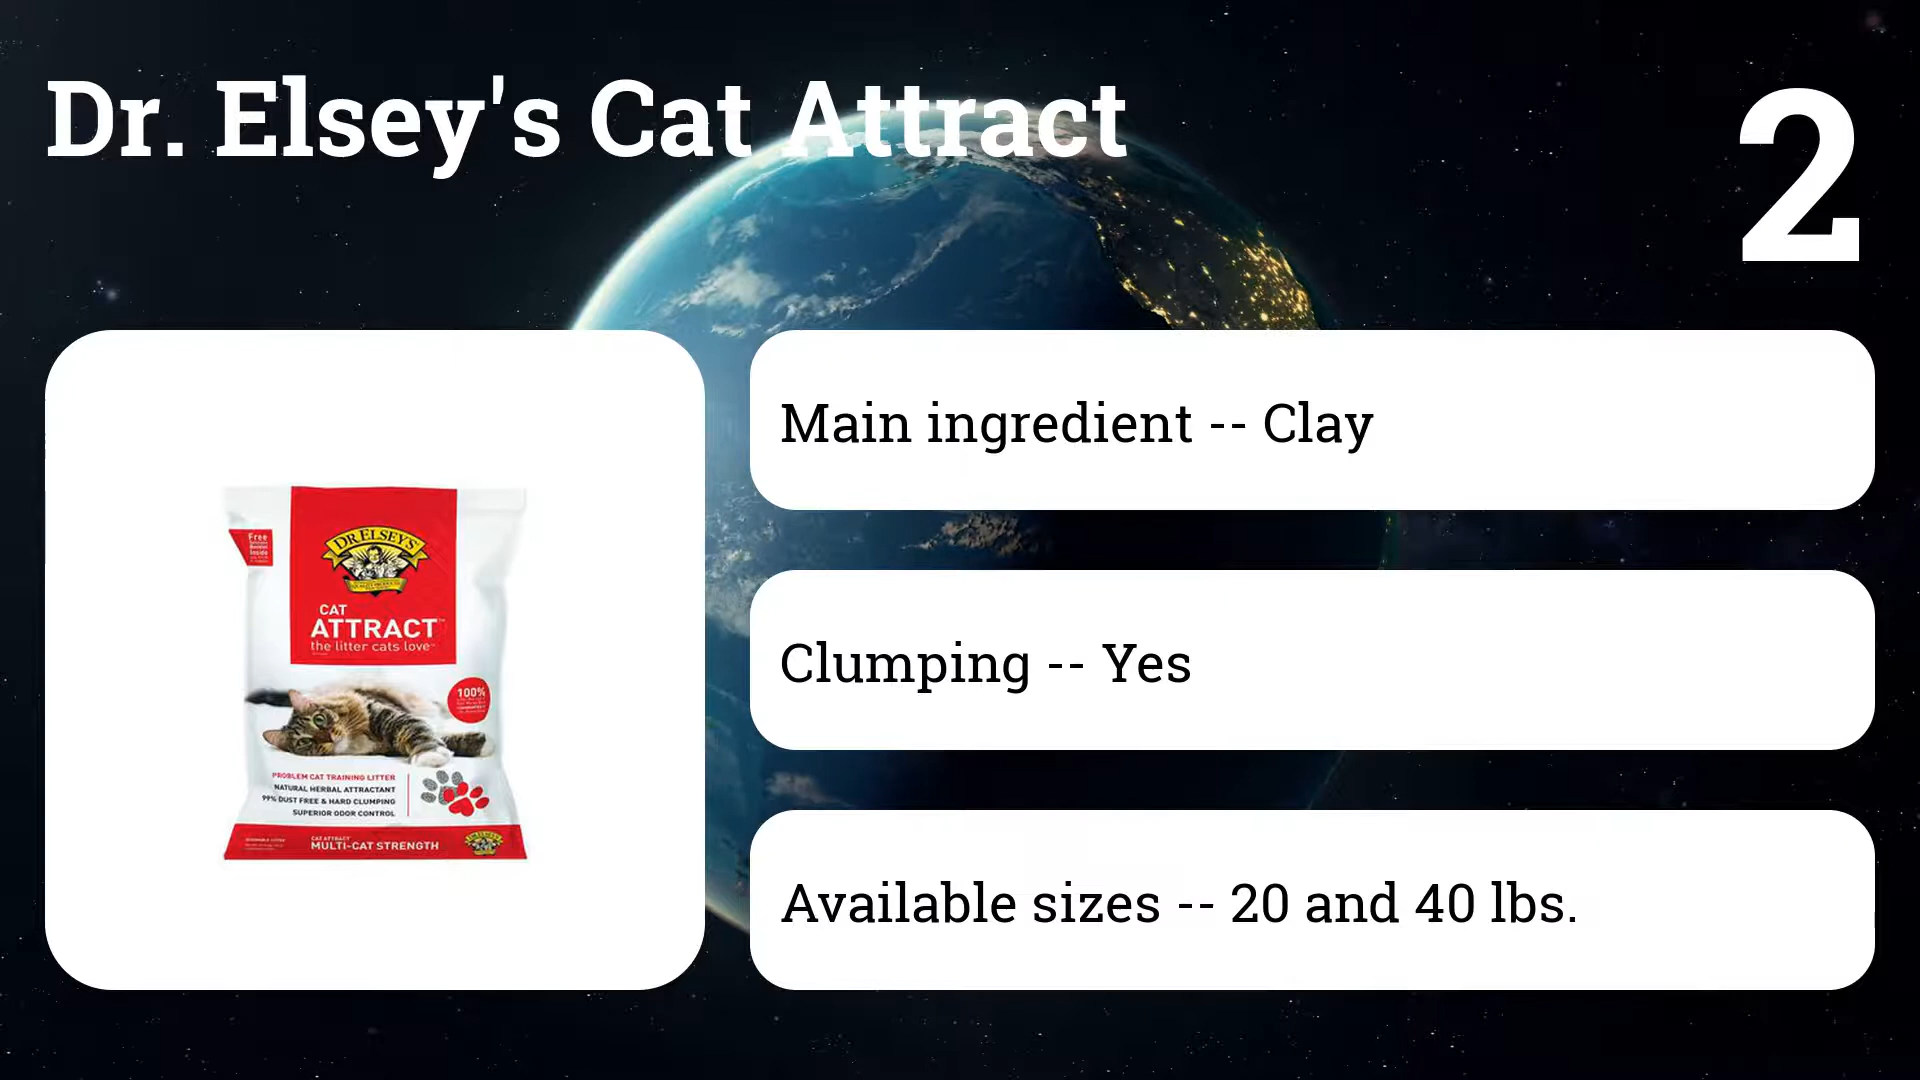 Dr. Elsey's Cat Attract
2
Main ingredient -- Clay
Clumping -- Yes
Available sizes -- 20 and 40 lbs.
Free
Inside
DR ELSEY'S
CAT
ATTRACT
the litter cats love
100%
PROBLEM CAT TRAINING LITTER
NATURAL HERBAL ATTRACTANT
99% DUST FREE & HARD CLUMPING
SUPERIOR ODOR CONTROL
CAT ATTRACT
MULTI-CAT STRENGTH